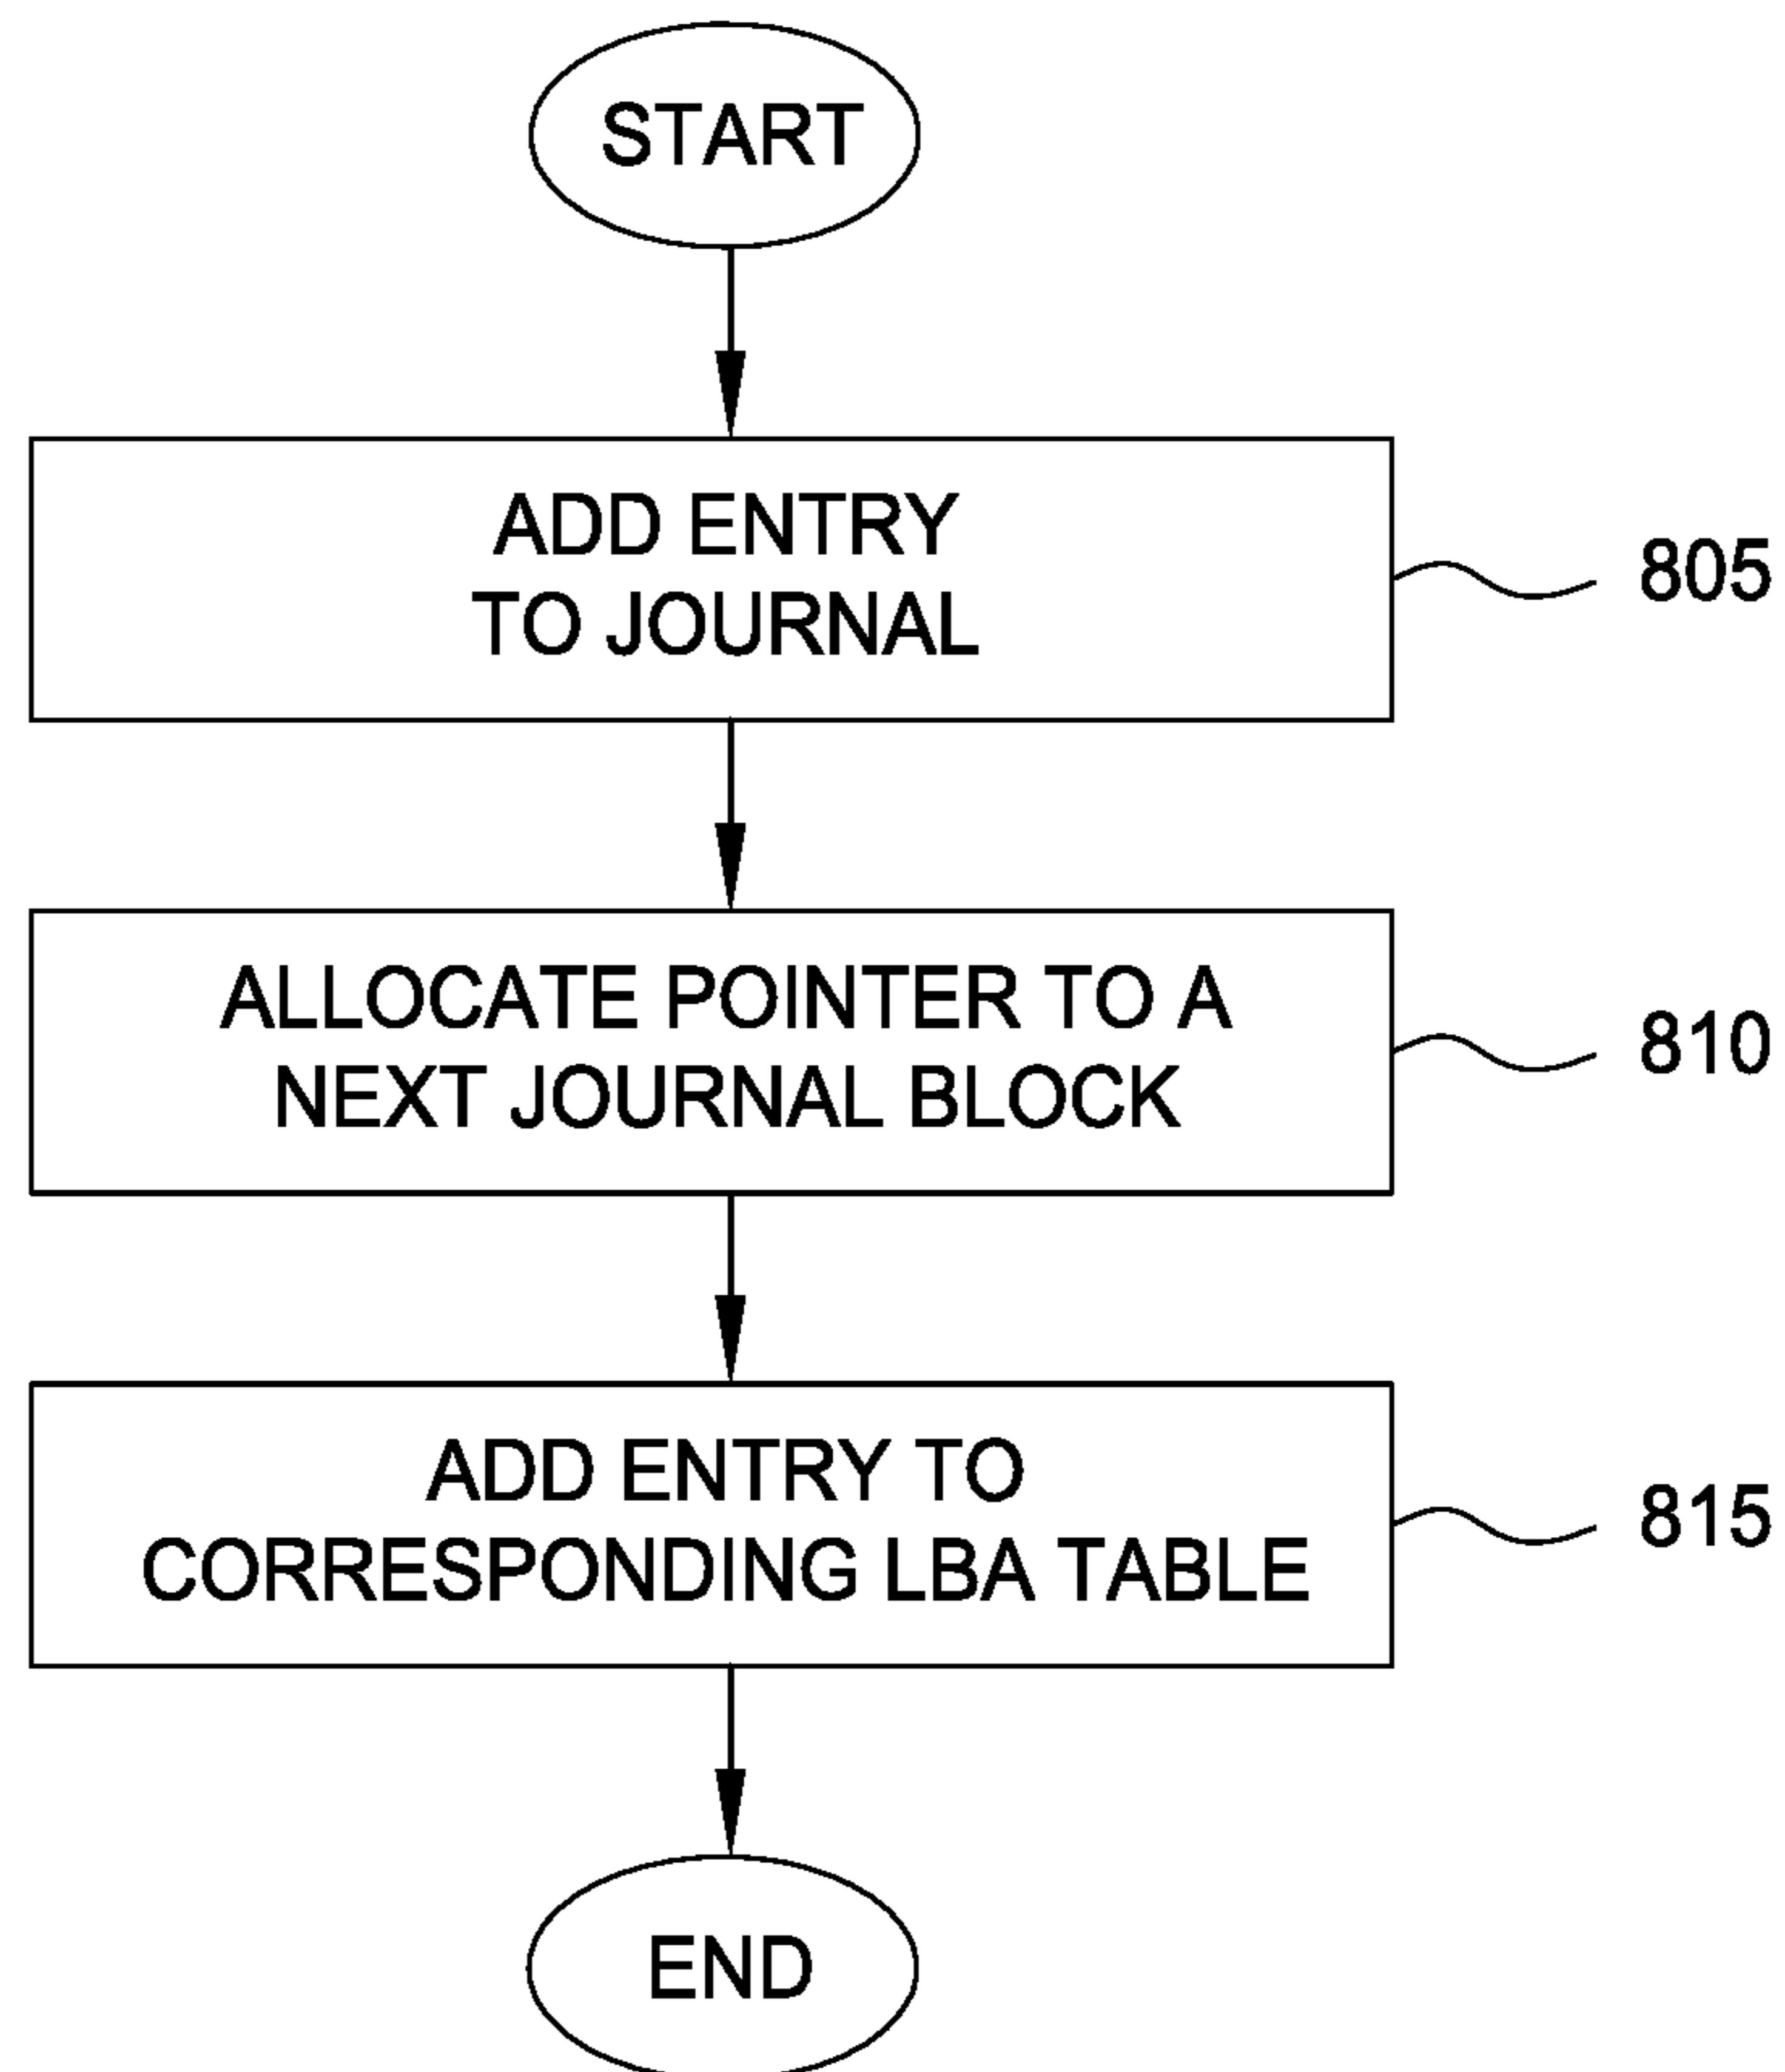 START
ADD ENTRY
TO JOURNAL
805
ALLOCATE POINTER TO A
NEXT JOURNAL BLOCK
810
ADD ENTRY TO
CORRESPONDING LBA TABLE
815
END